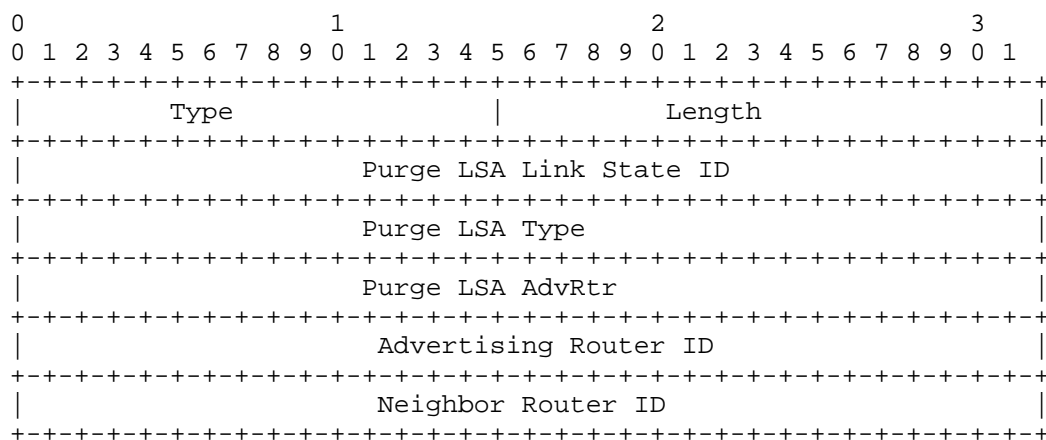 0                   1                   2                   3
0 1 2 3 4 5 6 7 8 9 0 1 2 3 4 5 6 7 8 9 0 1 2 3 4 5 6 7 8 9 0 1
+-+-+-+-+-+-+-+-+-+-+-+-+-+-+-+-+-+-+-+-+-+-+-+-+-+-+-+-+-+-+-+-+
|         Type                |          Length                 |
+-+-+-+-+-+-+-+-+-+-+-+-+-+-+-+-+-+-+-+-+-+-+-+-+-+-+-+-+-+-+-+-+
|                     Purge LSA Link State ID                   |
+-+-+-+-+-+-+-+-+-+-+-+-+-+-+-+-+-+-+-+-+-+-+-+-+-+-+-+-+-+-+-+-+
|                     Purge LSA Type                            |
+-+-+-+-+-+-+-+-+-+-+-+-+-+-+-+-+-+-+-+-+-+-+-+-+-+-+-+-+-+-+-+-+
|                     Purge LSA AdvRtr                          |
+-+-+-+-+-+-+-+-+-+-+-+-+-+-+-+-+-+-+-+-+-+-+-+-+-+-+-+-+-+-+-+-+
|                      Advertising Router ID                    |
+-+-+-+-+-+-+-+-+-+-+-+-+-+-+-+-+-+-+-+-+-+-+-+-+-+-+-+-+-+-+-+-+
|                      Neighbor Router ID                       |
+-+-+-+-+-+-+-+-+-+-+-+-+-+-+-+-+-+-+-+-+-+-+-+-+-+-+-+-+-+-+-+-+